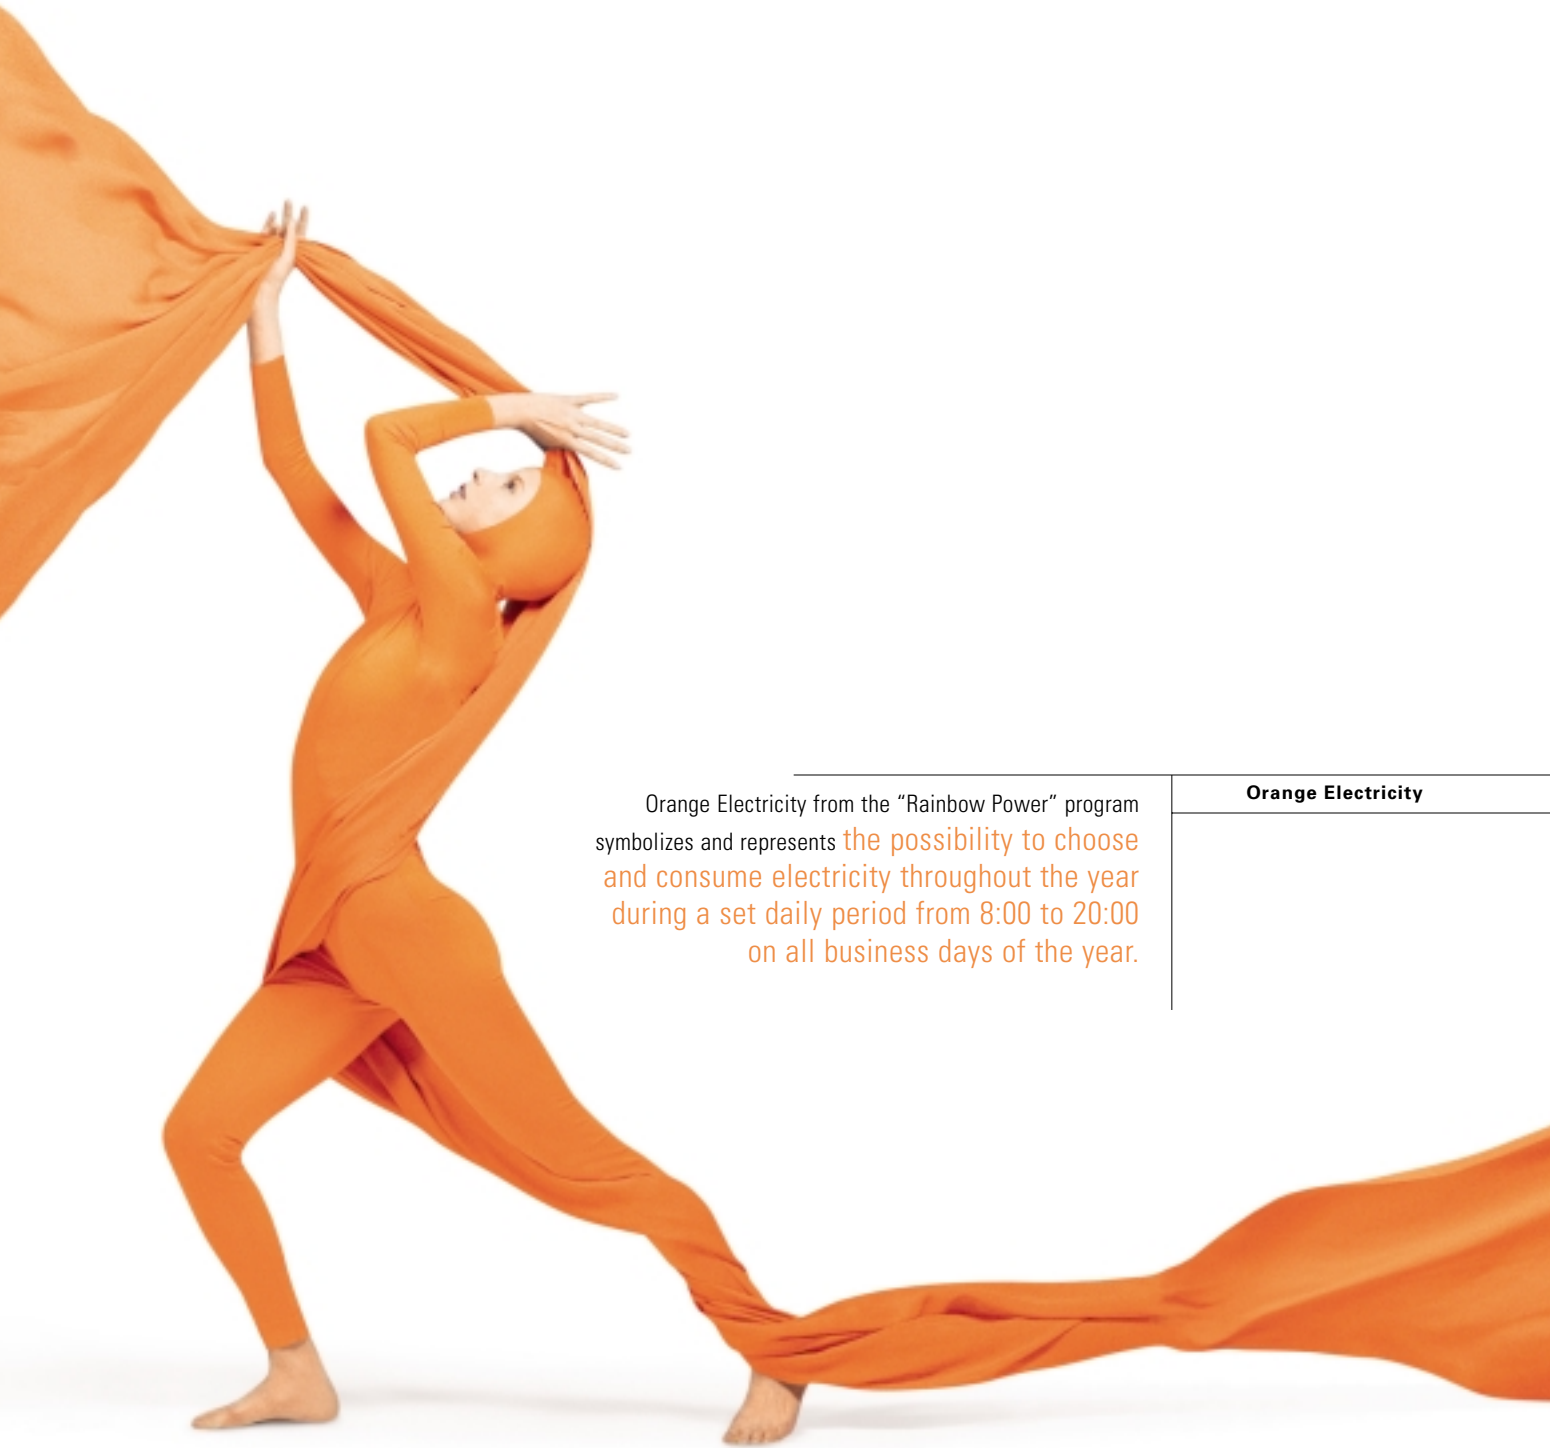 Orange Electricity from the “Rainbow Power” program
symbolizes and represents the possibility to choose
and consume electricity throughout the year
during a set daily period from 8:00 to 20:00
on all business days of the year.
Orange Electricity